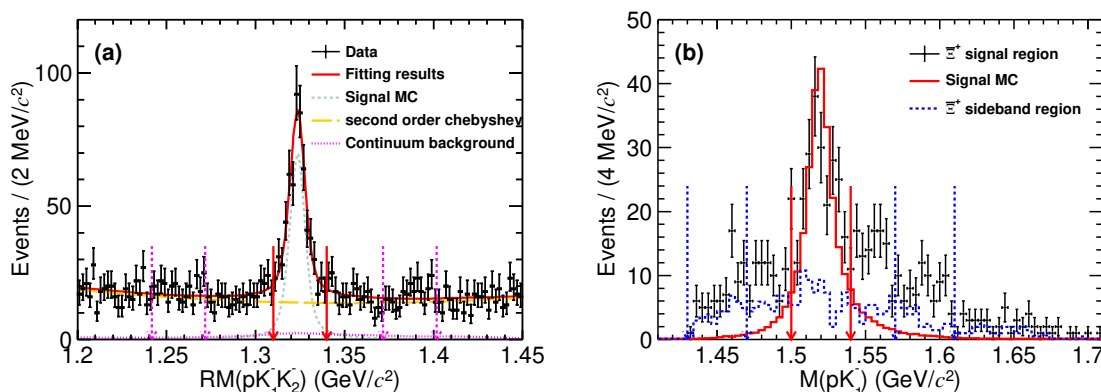 (a)
Data
Fitting results
Signal MC
second order chebyshev
Continuum background
Events / (2 MeV/c²)
100
50
0
1.2 1.25 1.3 1.35 1.4 1.45
RM(pK₁⁻K₂⁻) (GeV/c²)
(b)
Ξ̄⁺ signal region
Signal MC
Ξ̄⁺ sideband region
Events / (4 MeV/c²)
50
40
30
20
10
0
1.45 1.5 1.55 1.6 1.65 1.7
M(pK₁⁻) (GeV/c²)